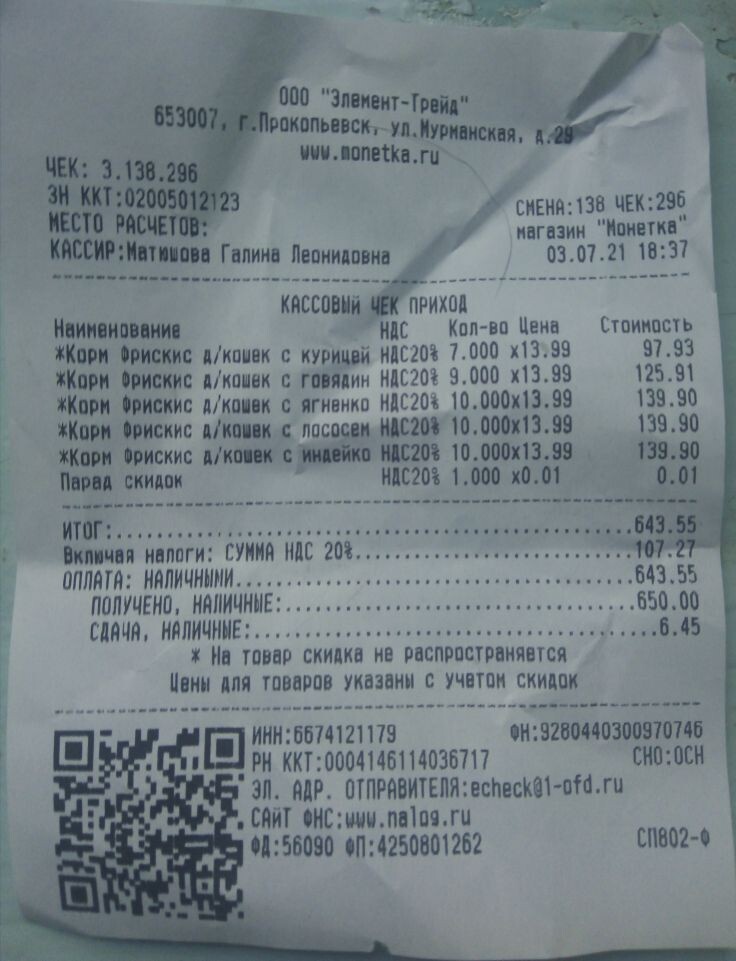 ООО "Элемент-Трейд"
653007, г.Прокопьевск, ул.Мурманская, д.29
www.monetka.ru
ЧЕК: 3.138.296
ЗН ККТ:02005012123
СМЕНА:138 ЧЕК:296
МЕСТО РАСЧЕТОВ:
магазин "Монетка"
КАССИР:Матюшова Галина Леонидовна
03.07.21 18:37
КАССОВЫЙ ЧЕК ПРИХОД
Наименование НДС Кол-во Цена Стоимость
*Корм Фрискис д/кошек с курицей НДС20% 7.000 x13.99 97.93
*Корм Фрискис д/кошек с говядин НДС20% 9.000 x13.99 125.91
*Корм Фрискис д/кошек с ягненко НДС20% 10.000x13.99 139.90
*Корм Фрискис д/кошек с лососем НДС20% 10.000x13.99 139.90
*Корм Фрискис д/кошек с индейко НДС20% 10.000x13.99 139.90
Парад скидок НДС20% 1.000 x0.01 0.01
ИТОГ:..........643.55
Включая налоги: СУММА НДС 20%..........107.27
ОПЛАТА: НАЛИЧНЫМИ..........643.55
ПОЛУЧЕНО, НАЛИЧНЫЕ:..........650.00
СДАЧА, НАЛИЧНЫЕ:..........6.45
* На товар скидка не распространяется
Цены для товаров указаны с учетом скидок
ИНН:6674121179 ФН:9280440300970746
РН ККТ:0004146114036717 СНО:ОСН
ЭЛ. АДР. ОТПРАВИТЕЛЯ:echeck@1-ofd.ru
САЙТ ФНС:www.nalog.ru
ФД:56090 ФП:4250801262 СП802-Ф